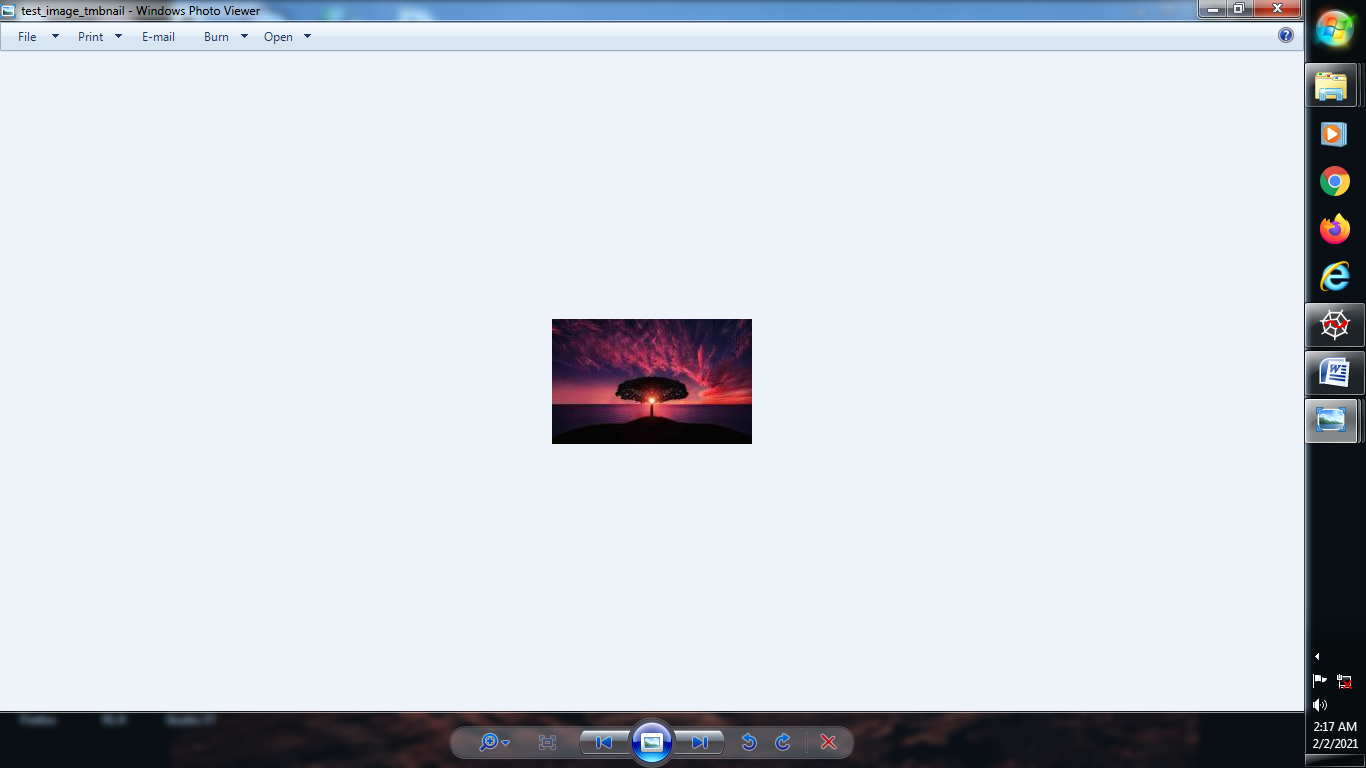 test_image_tmbnail - Windows Photo Viewer
File Print E-mail Burn Open
2:17 AM
2/2/2021